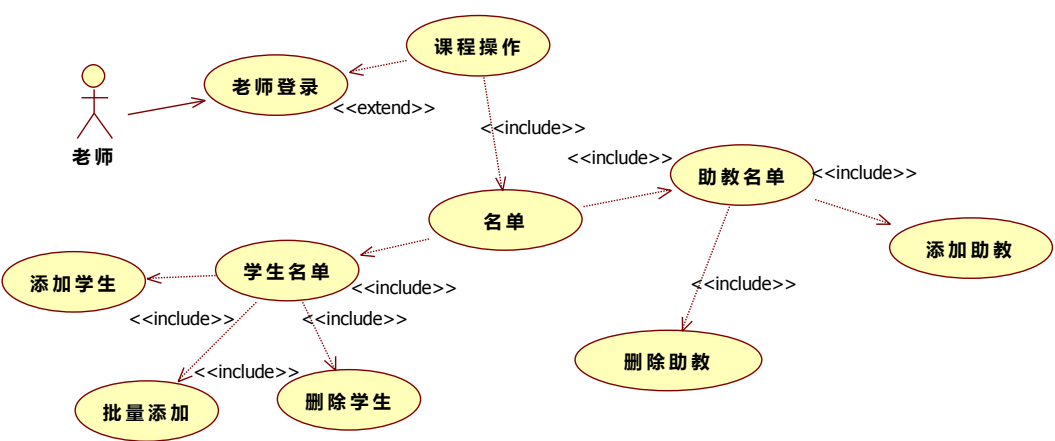 课程操作
老师登录
<<extend>>
老师
<<include>>
<<include>>
助教名单
<<include>>
名单
添加助教
学生名单
添加学生
<<include>>
<<include>>
<<include>>
<<include>>
删除助教
<<include>>
批量添加
删除学生